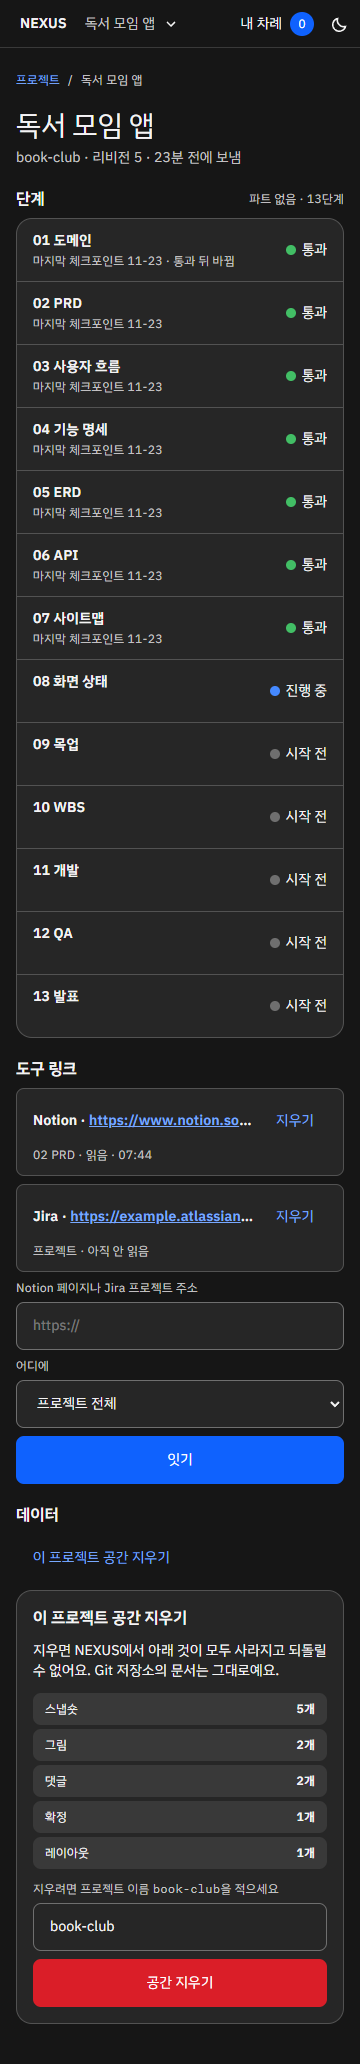 NEXUS 독서 모임 앱 내 차례 0
프로젝트 / 독서 모임 앱
독서 모임 앱
book-club · 리비전 5 · 23분 전에 보냄
단계 파트 없음 · 13단계
01 도메인
마지막 체크포인트 11-23 · 통과 뒤 바뀜
통과
02 PRD
마지막 체크포인트 11-23
통과
03 사용자 흐름
마지막 체크포인트 11-23
통과
04 기능 명세
마지막 체크포인트 11-23
통과
05 ERD
마지막 체크포인트 11-23
통과
06 API
마지막 체크포인트 11-23
통과
07 사이트맵
마지막 체크포인트 11-23
통과
08 화면 상태
진행 중
09 목업
시작 전
10 WBS
시작 전
11 개발
시작 전
12 QA
시작 전
13 발표
시작 전
도구 링크
Notion · https://www.notion.so... 지우기
02 PRD · 읽음 · 07:44
Jira · https://example.atlassian... 지우기
프로젝트 · 아직 안 읽음
Notion 페이지나 Jira 프로젝트 주소
https://
어디에
프로젝트 전체
잇기
데이터
이 프로젝트 공간 지우기
이 프로젝트 공간 지우기
지우면 NEXUS에서 아래 것이 모두 사라지고 되돌릴
수 없어요. Git 저장소의 문서는 그대로예요.
스냅숏 5개
그림 2개
댓글 2개
확정 1개
레이아웃 1개
지우려면 프로젝트 이름 book-club을 적으세요
book-club
공간 지우기